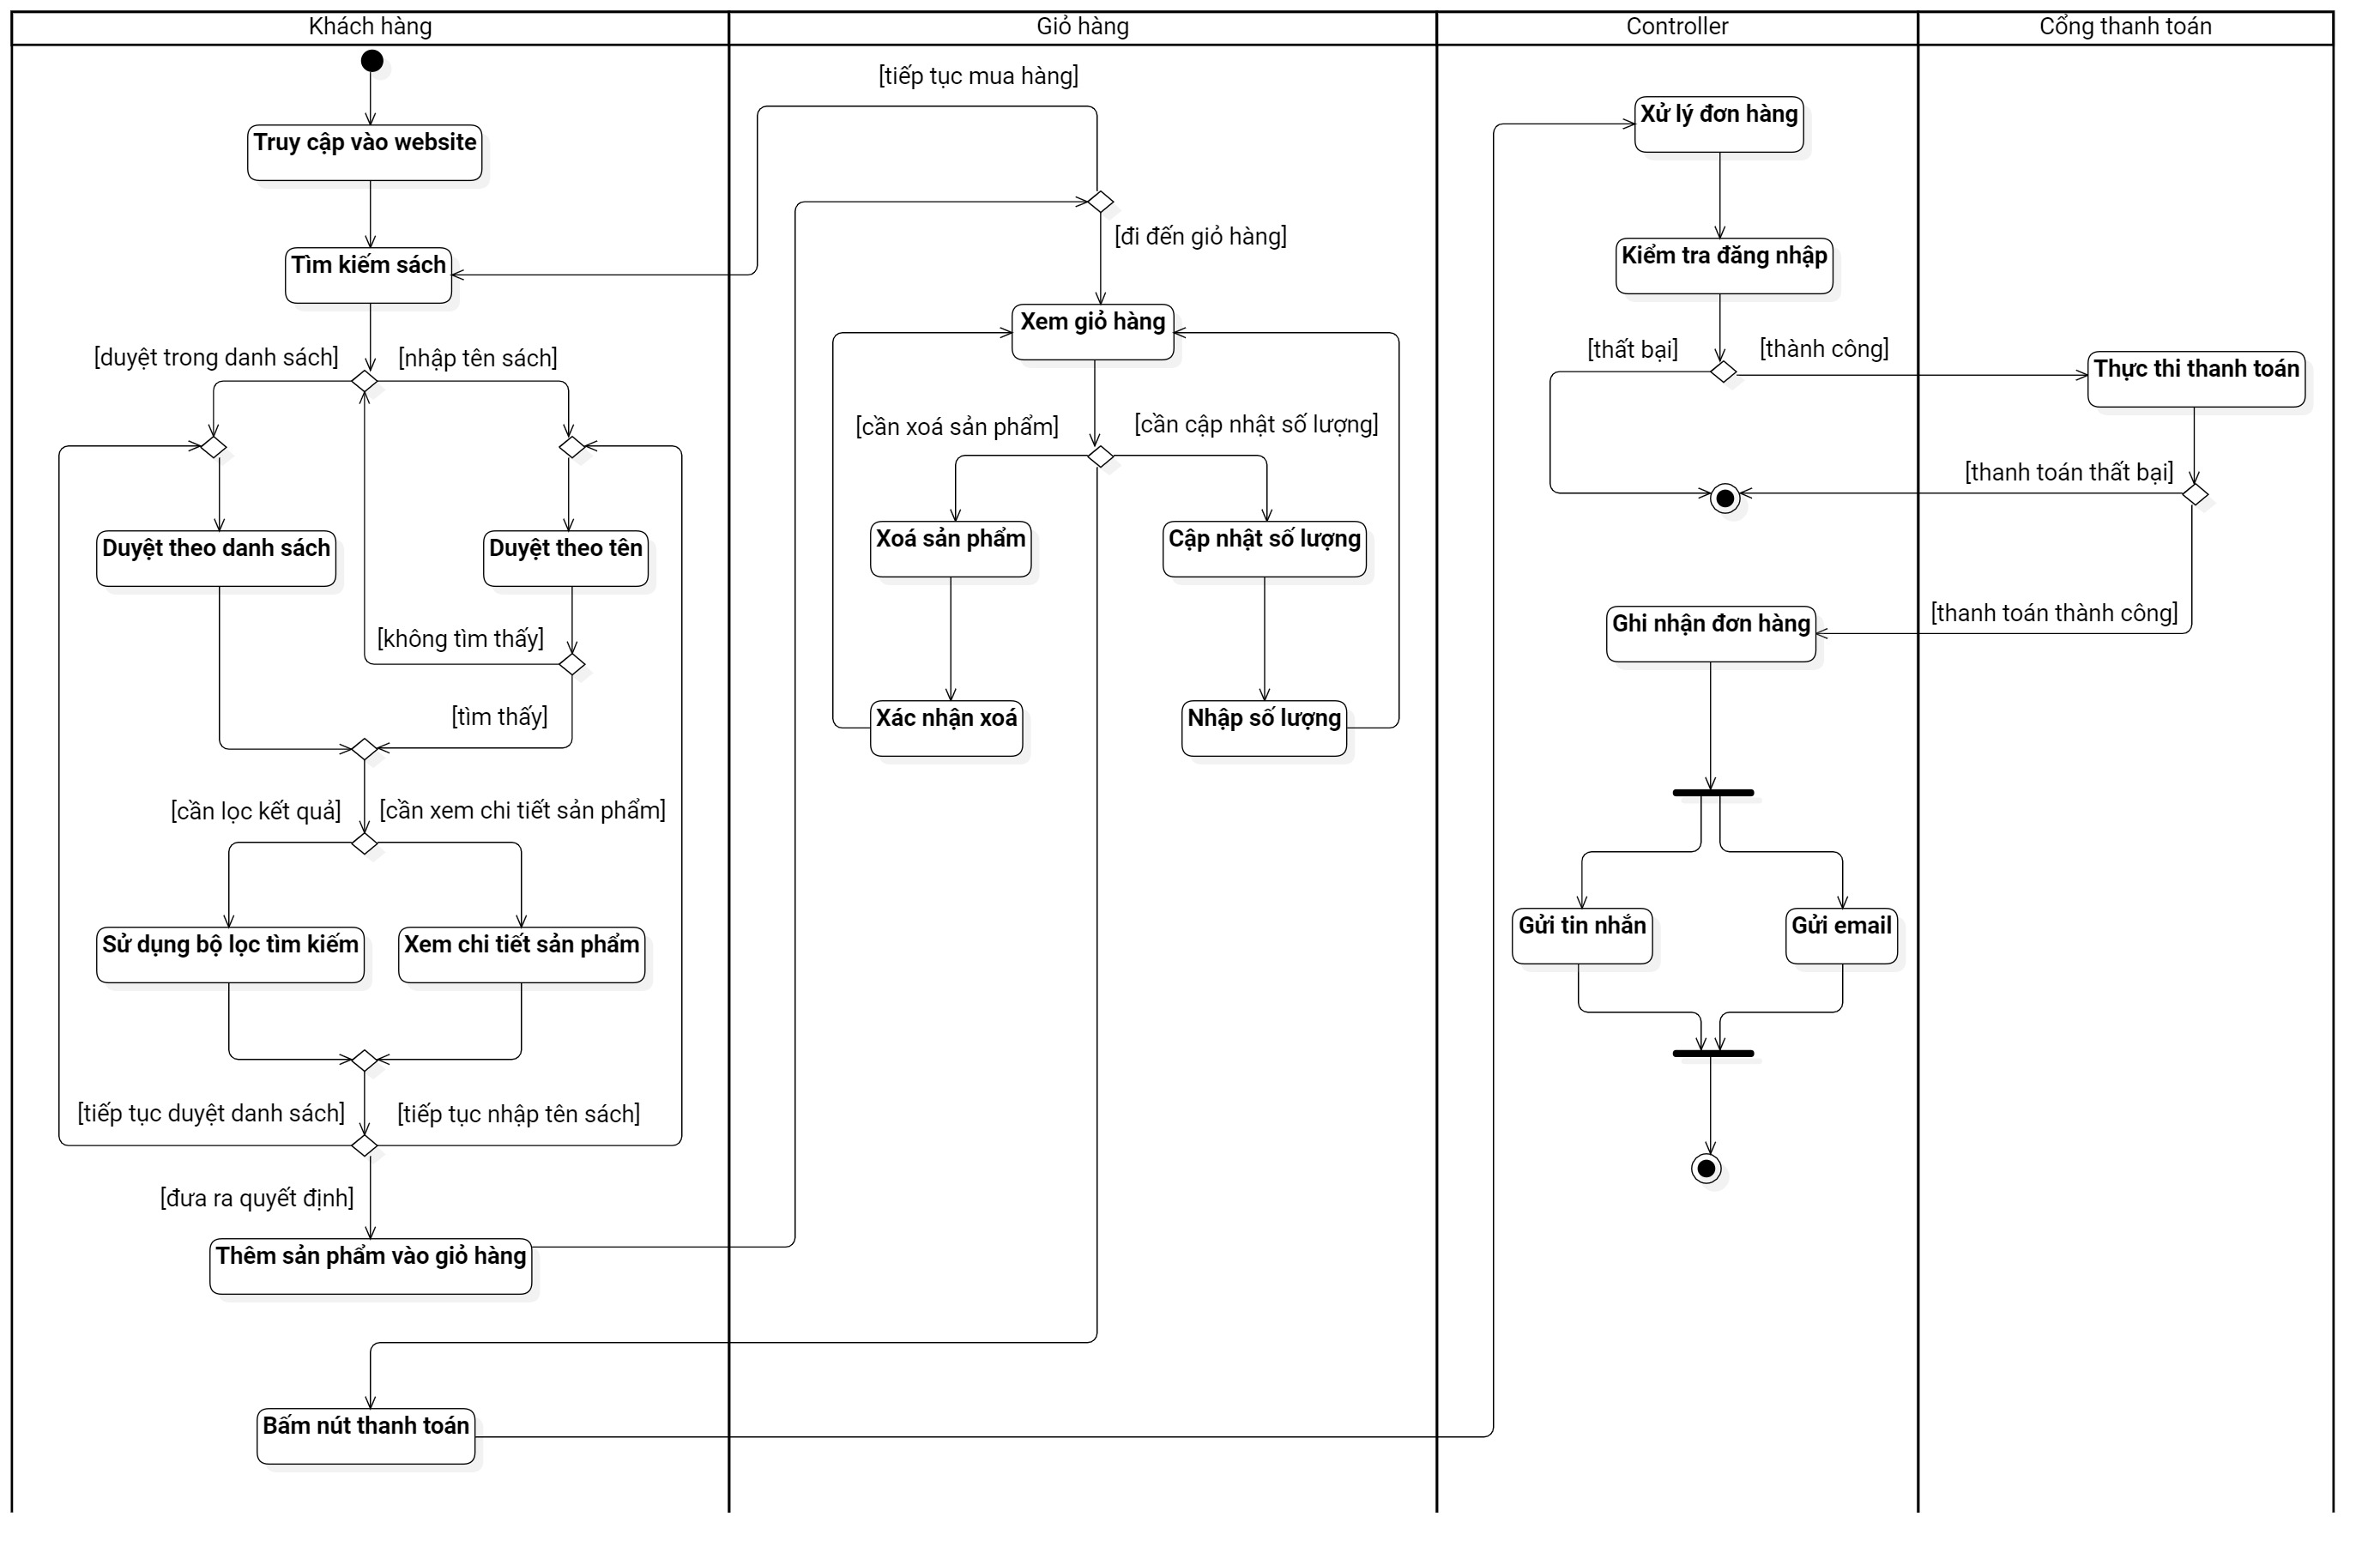 Khách hàng
Giỏ hàng
Controller
Cổng thanh toán
Truy cập vào website
Tìm kiếm sách
[duyệt trong danh sách]
[nhập tên sách]
Duyệt theo danh sách
Duyệt theo tên
[không tìm thấy]
[tìm thấy]
[cần lọc kết quả]
[cần xem chi tiết sản phẩm]
Sử dụng bộ lọc tìm kiếm
Xem chi tiết sản phẩm
[tiếp tục duyệt danh sách]
[tiếp tục nhập tên sách]
[đưa ra quyết định]
Thêm sản phẩm vào giỏ hàng
Bấm nút thanh toán
[tiếp tục mua hàng]
[đi đến giỏ hàng]
Xem giỏ hàng
[cần xoá sản phẩm]
[cần cập nhật số lượng]
Xoá sản phẩm
Cập nhật số lượng
Xác nhận xoá
Nhập số lượng
Xử lý đơn hàng
Kiểm tra đăng nhập
[thất bại]
[thành công]
Thực thi thanh toán
[thanh toán thất bại]
[thanh toán thành công]
Ghi nhận đơn hàng
Gửi tin nhắn
Gửi email